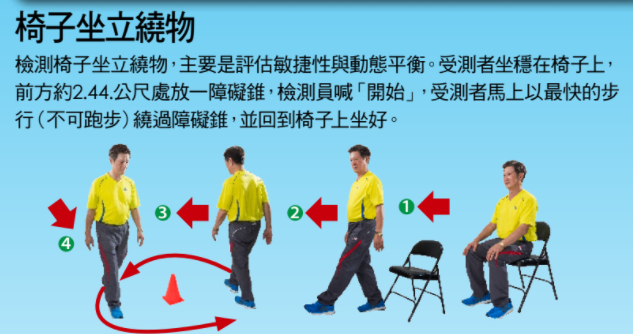 椅子坐立繞物
檢測椅子坐立繞物，主要是評估敏捷性與動態平衡。受測者坐穩在椅子上，
前方約2.44.公尺處放一障礙錐，檢測員喊「開始」，受測者馬上以最快的步
行（不可跑步）繞過障礙錐，並回到椅子上坐好。
4 3 2 1